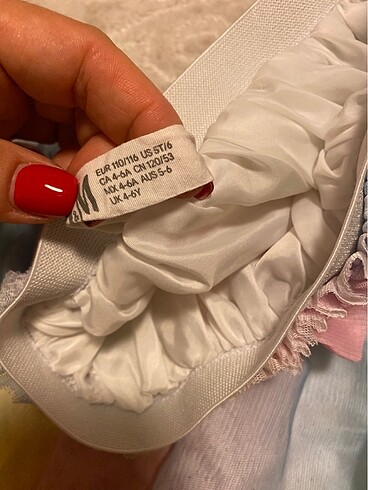 &M
EUR 110/116 US 5T/6
CA 4-6A CN 120/53
MX 4-6A AUS 5-6
UK 4-6Y